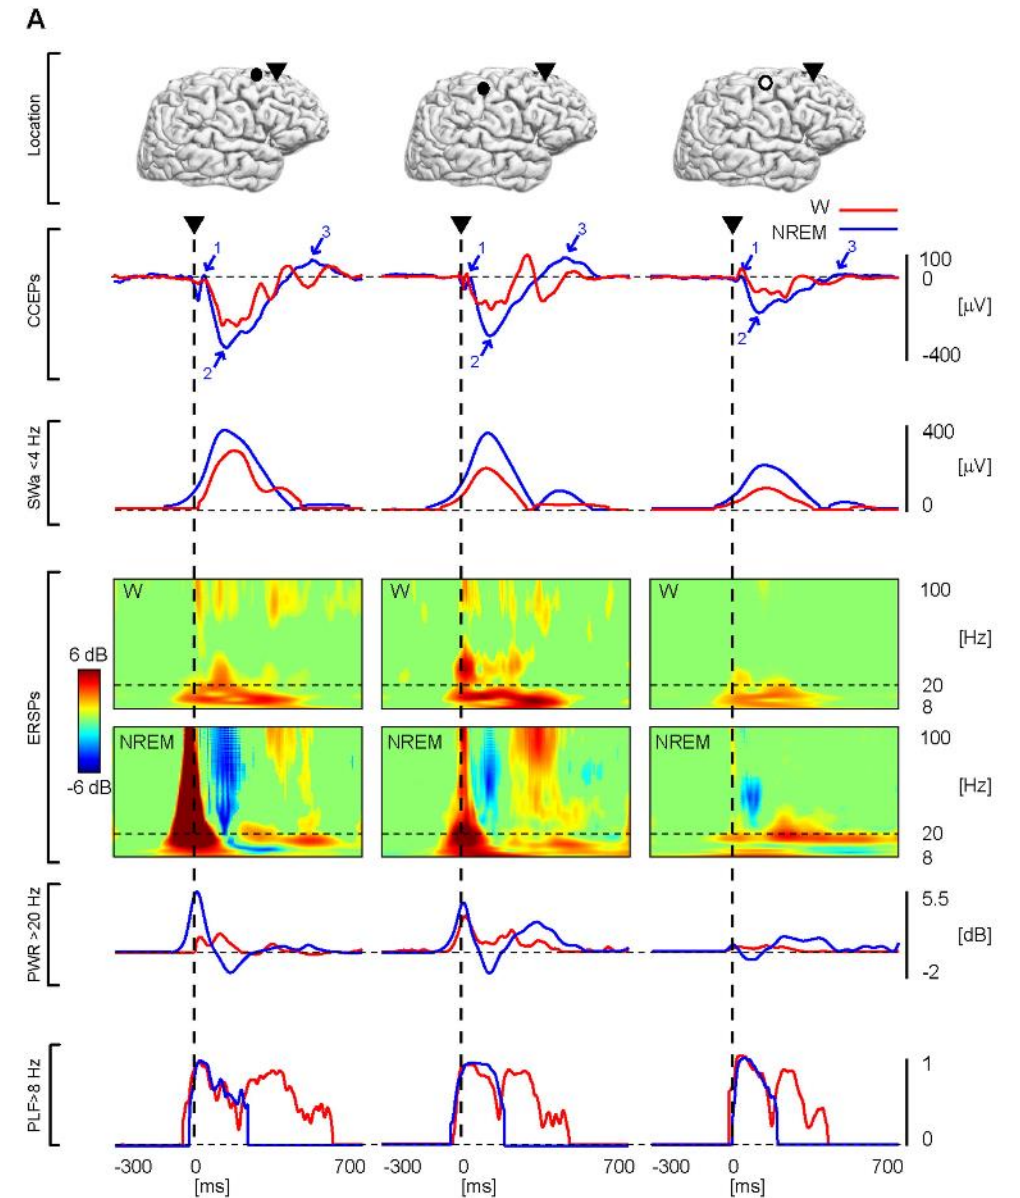 A
Location
W
NREM
CCEPs
1
2
3
1
2
3
1
2
3
100
0
[µV]
-400
SWa <4 Hz
400
[µV]
0
ERSPs
6 dB
-6 dB
W
W
W
100
[Hz]
20
8
NREM
NREM
NREM
100
[Hz]
20
8
PWR >20 Hz
5.5
[dB]
-2
PLF>8 Hz
1
0
-300 0 700 -300 0 700 -300 0 700
[ms] [ms] [ms]